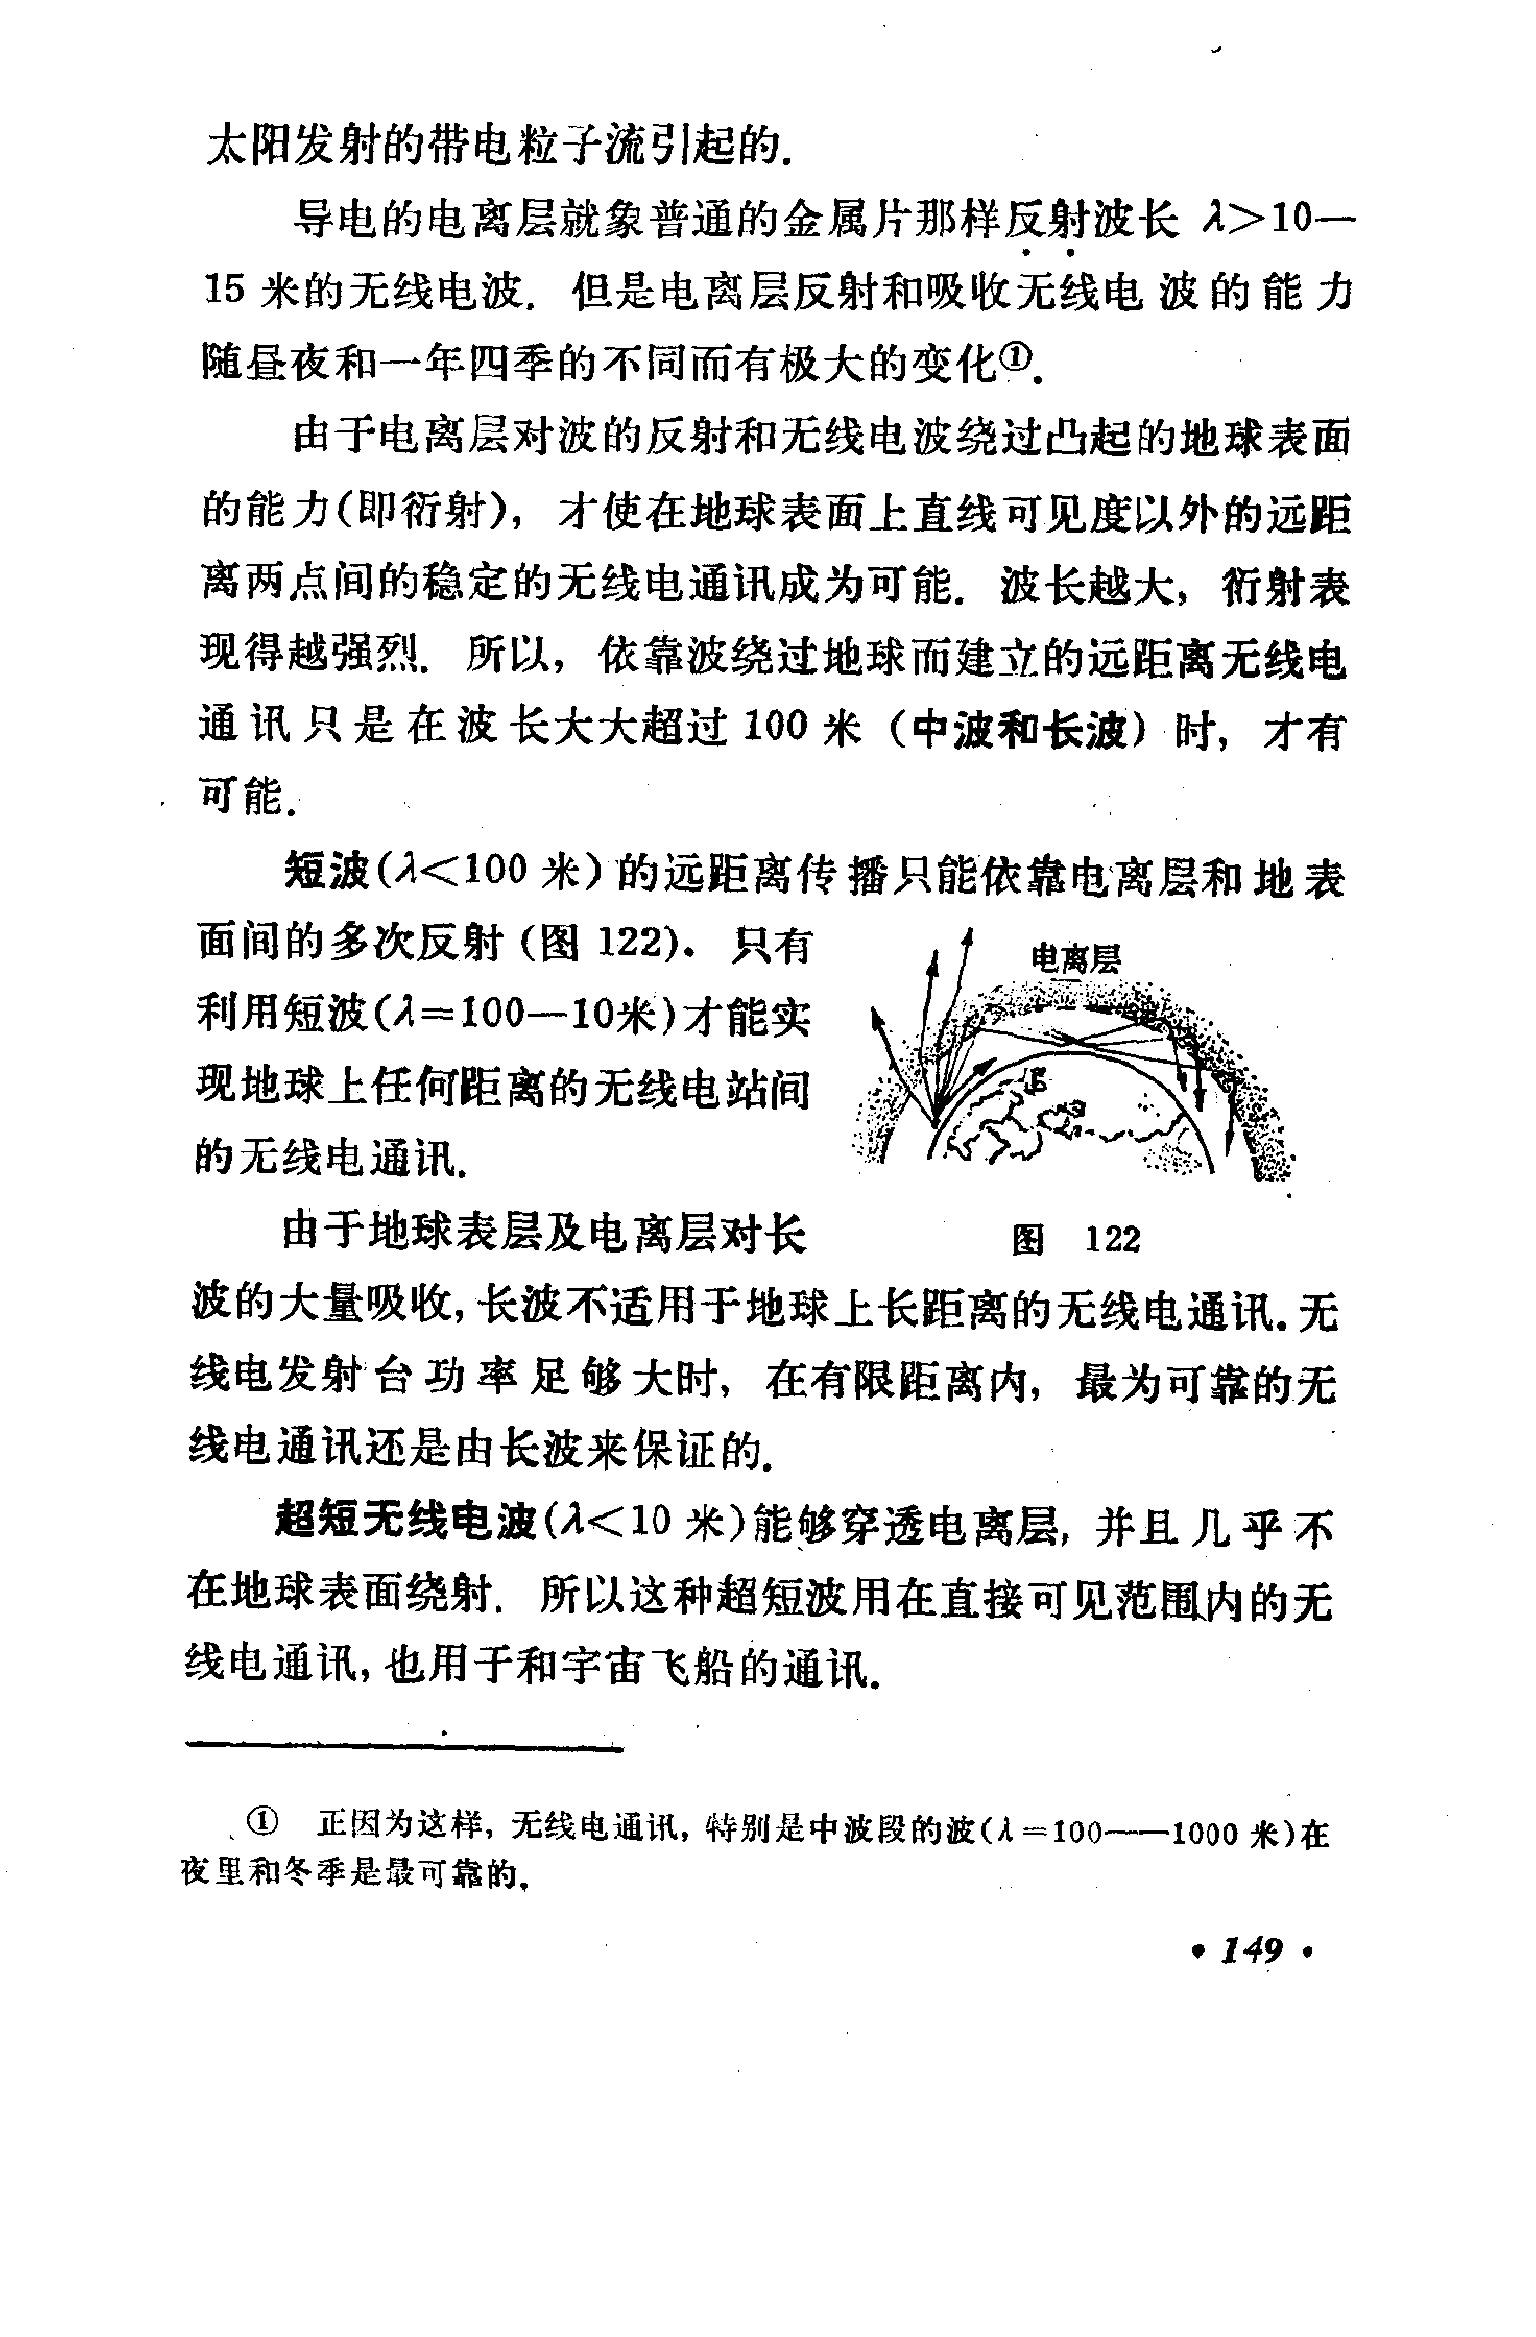 太阳发射的带电粒子流引起的.
导电的电离层就象普通的金属片那样反射波长 λ>10—
15 米的无线电波. 但是电离层反射和吸收无线电波的能力
随昼夜和一年四季的不同而有极大的变化①.
由于电离层对波的反射和无线电波绕过凸起的地球表面
的能力(即衍射), 才使在地球表面上直线可见度以外的远距
离两点间的稳定的无线电通讯成为可能. 波长越大, 衍射表
现得越强烈. 所以, 依靠波绕过地球而建立的远距离无线电
通讯只是在波长大大超过 100 米 (中波和长波) 时, 才有
可能.
短波(λ<100 米)的远距离传播只能依靠电离层和地表
面间的多次反射 (图 122). 只有
利用短波(λ=100—10米)才能实
现地球上任何距离的无线电站间
的无线电通讯.
电离层
图 122
由于地球表层及电离层对长
波的大量吸收, 长波不适用于地球上长距离的无线电通讯. 无
线电发射台功率足够大时, 在有限距离内, 最为可靠的无
线电通讯还是由长波来保证的.
超短无线电波(λ<10 米)能够穿透电离层, 并且几乎不
在地球表面绕射. 所以这种超短波用在直接可见范围内的无
线电通讯, 也用于和宇宙飞船的通讯.
① 正因为这样, 无线电通讯, 特别是中波段的波(λ=100——1000 米)在
夜里和冬季是最可靠的.
• 149 •